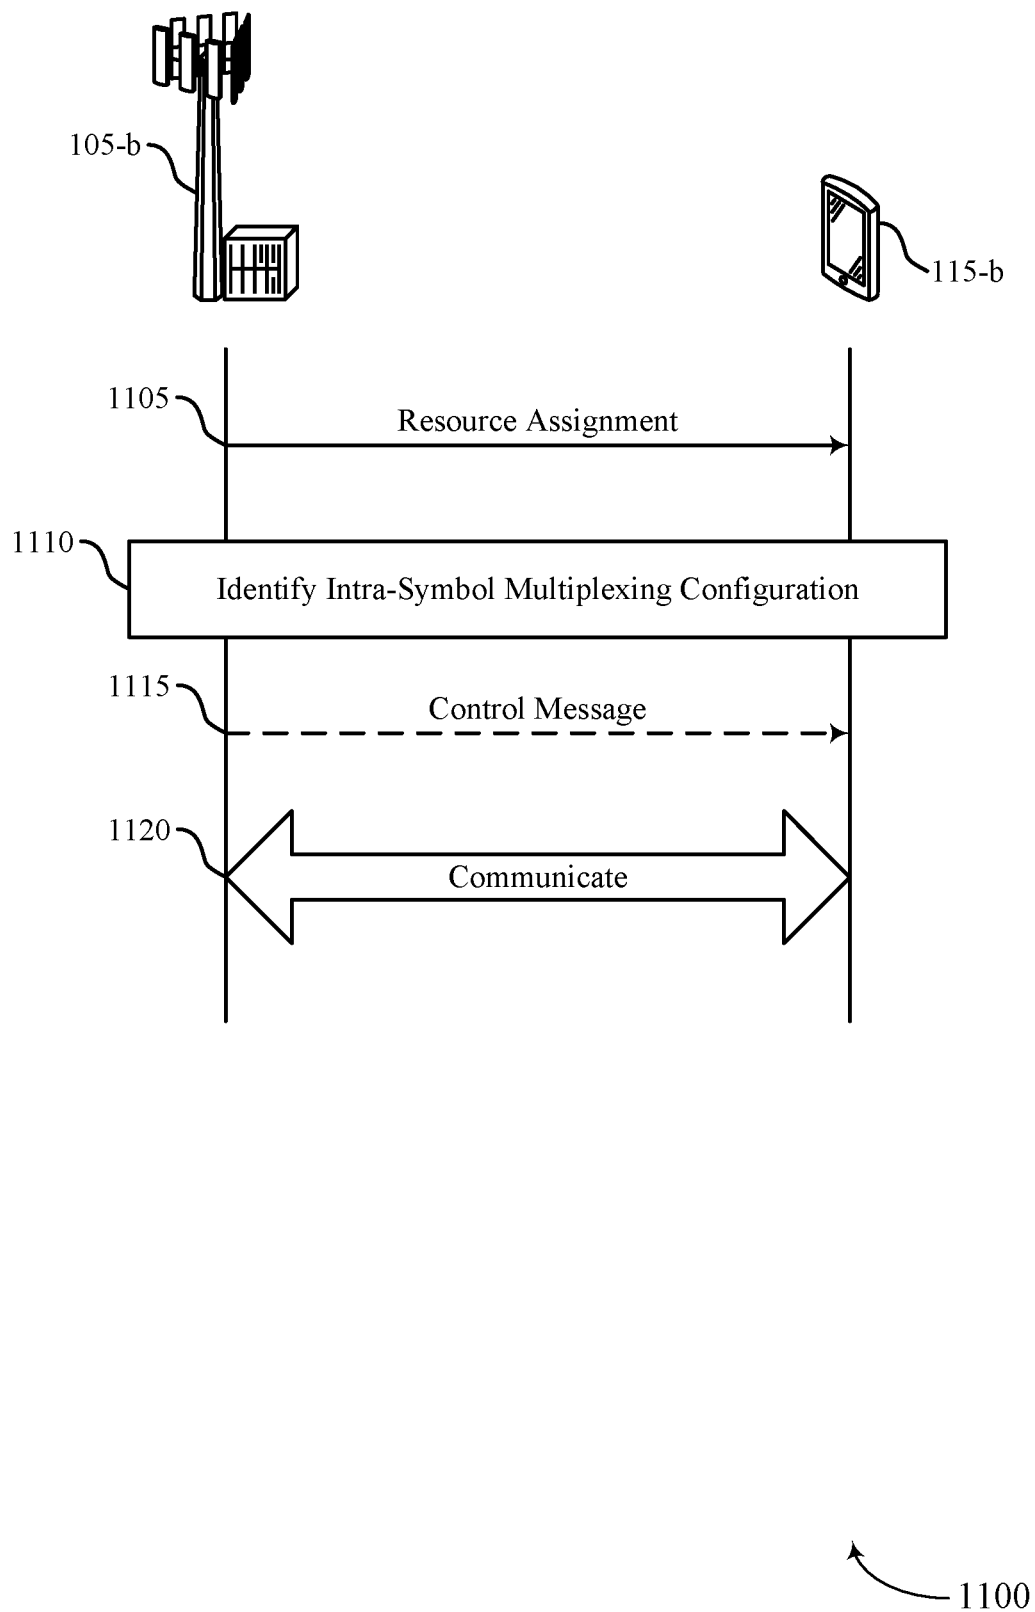 105-b
115-b
1105
Resource Assignment
1110
Identify Intra-Symbol Multiplexing Configuration
1115
Control Message
1120
Communicate
1100